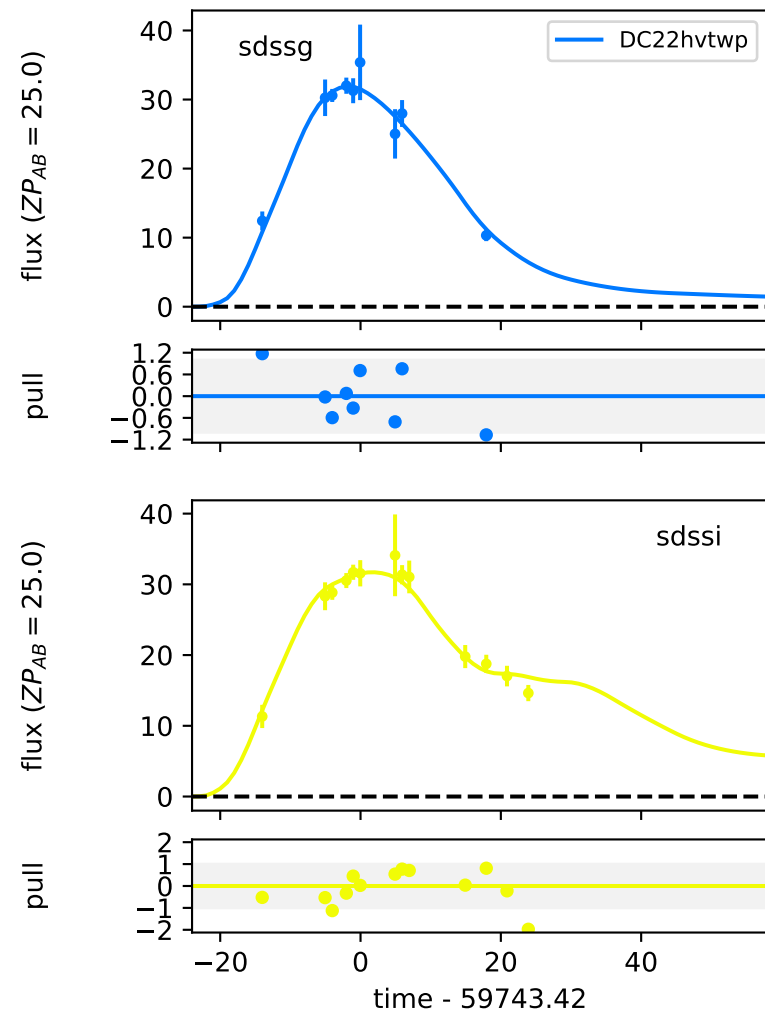 40
30
20
10
0
flux (ZP_AB = 25.0)
sdssg
DC22hvtwp
1.2
0.6
0.0
−0.6
−1.2
pull
40
30
20
10
0
flux (ZP_AB = 25.0)
sdssi
2
1
0
−1
−2
pull
−20 0 20 40
time - 59743.42